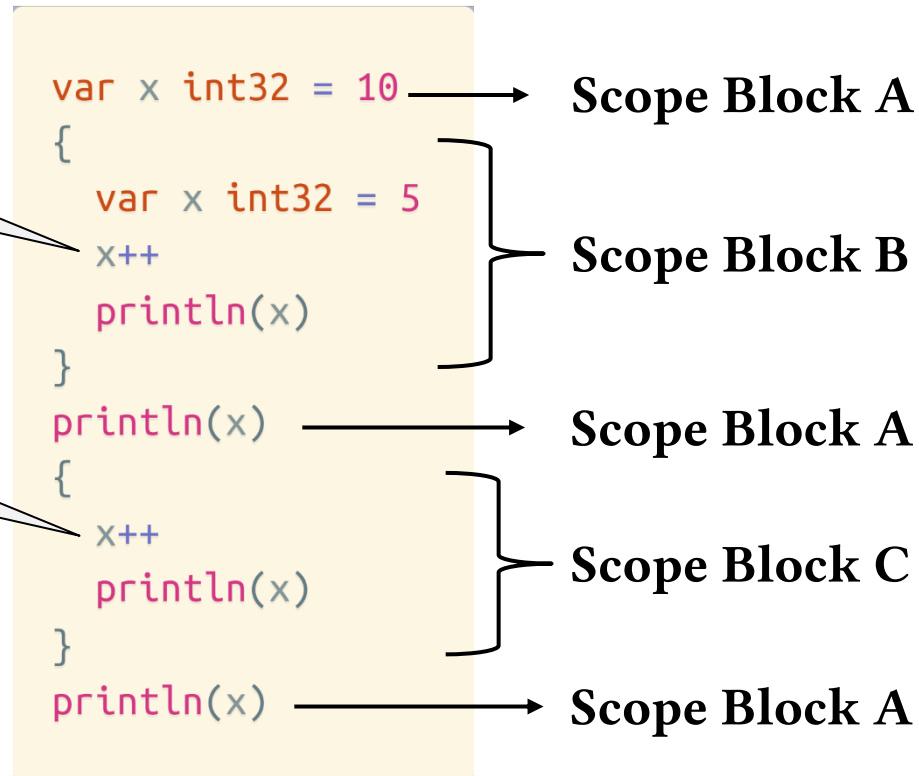 var x int32 = 10 Scope Block A
{
var x int32 = 5
x++ Scope Block B
println(x)
}
println(x) Scope Block A
{
x++
println(x) Scope Block C
}
println(x) Scope Block A